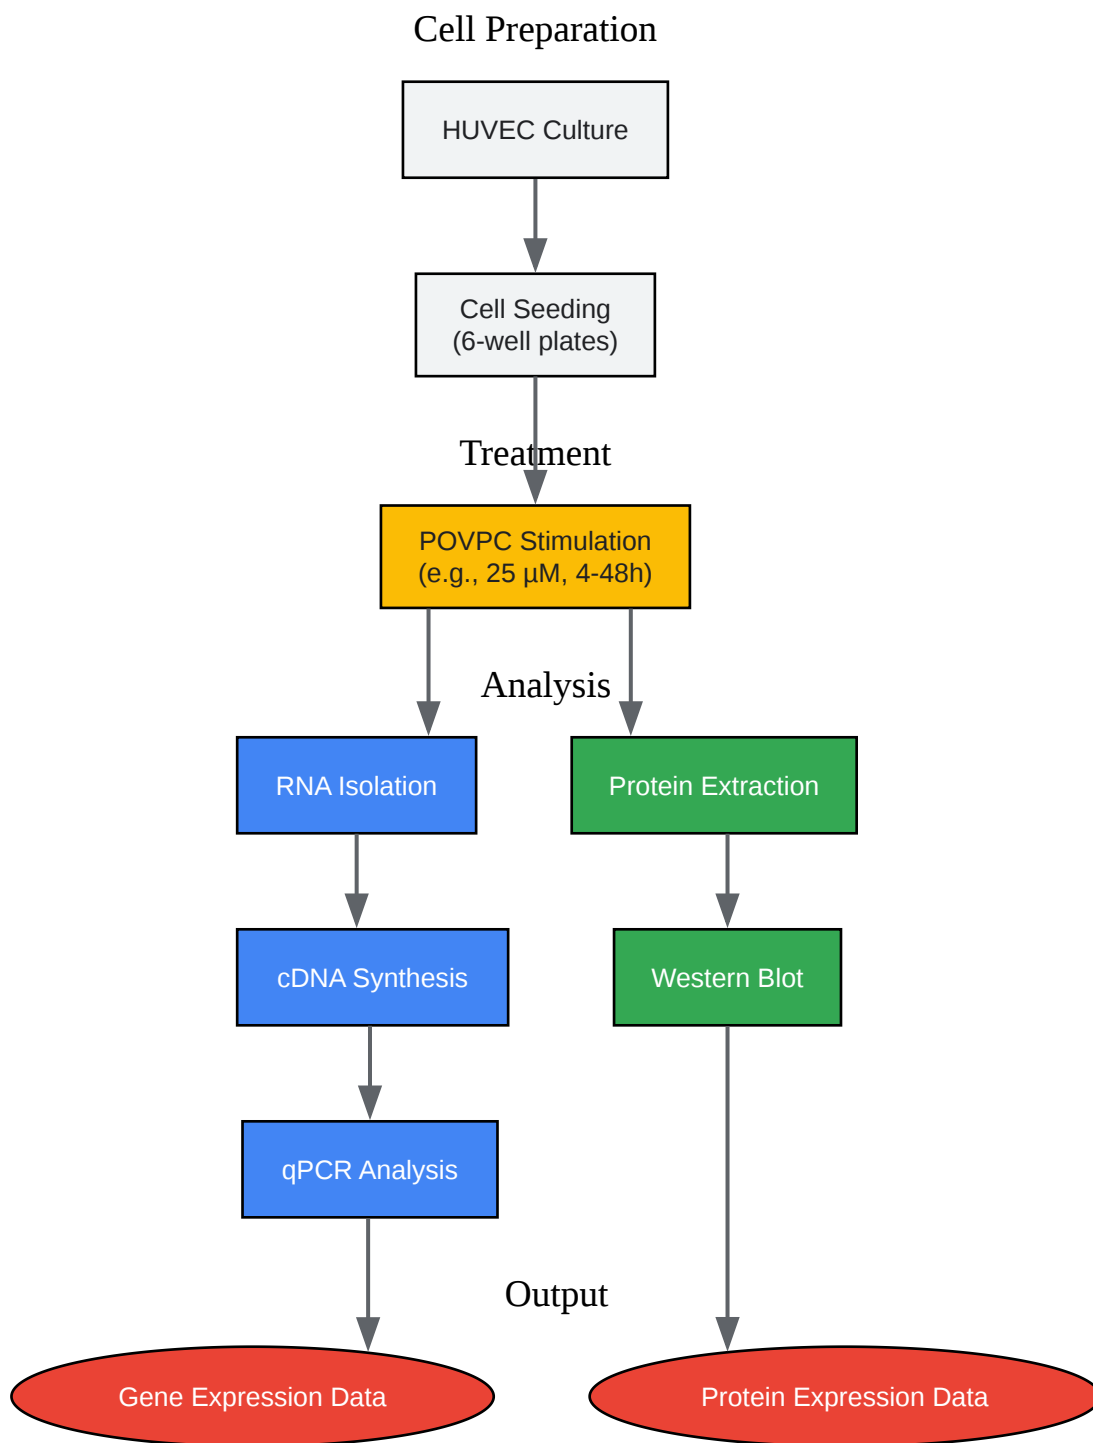 Cell Preparation
HUVEC Culture
Cell Seeding
(6-well plates)
Treatment
POVPC Stimulation
(e.g., 25 µM, 4-48h)
Analysis
RNA Isolation
Protein Extraction
cDNA Synthesis
Western Blot
qPCR Analysis
Output
Gene Expression Data
Protein Expression Data